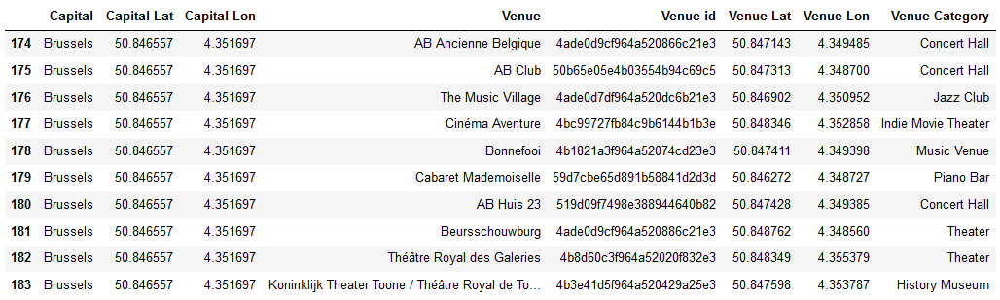 Capital Capital Lat Capital Lon Venue Venue id Venue Lat Venue Lon Venue Category
174 Brussels 50.846557 4.351697 AB Ancienne Belgique 4ade0d9cf964a520866c21e3 50.847143 4.349485 Concert Hall
175 Brussels 50.846557 4.351697 AB Club 50b65e05e4b03554b94c69c5 50.847313 4.348700 Concert Hall
176 Brussels 50.846557 4.351697 The Music Village 4ade0d7df964a520dc6b21e3 50.846902 4.350952 Jazz Club
177 Brussels 50.846557 4.351697 Cinéma Aventure 4bc99727fb84c9b6144b1b3e 50.848346 4.352858 Indie Movie Theater
178 Brussels 50.846557 4.351697 Bonnefooi 4b1821a3f964a52074cd23e3 50.847411 4.349398 Music Venue
179 Brussels 50.846557 4.351697 Cabaret Mademoiselle 59d7cbe65d891b58841d2d3d 50.846272 4.348727 Piano Bar
180 Brussels 50.846557 4.351697 AB Huis 23 519d09f7498e388944640b82 50.847428 4.349385 Concert Hall
181 Brussels 50.846557 4.351697 Beursschouwburg 4ade0d9cf964a520886c21e3 50.848762 4.348560 Theater
182 Brussels 50.846557 4.351697 Théâtre Royal des Galeries 4b8d60c3f964a52020f832e3 50.848349 4.355379 Theater
183 Brussels 50.846557 4.351697 Koninklijk Theater Toone / Théâtre Royal de To... 4b3e41d5f964a520429a25e3 50.847598 4.353787 History Museum